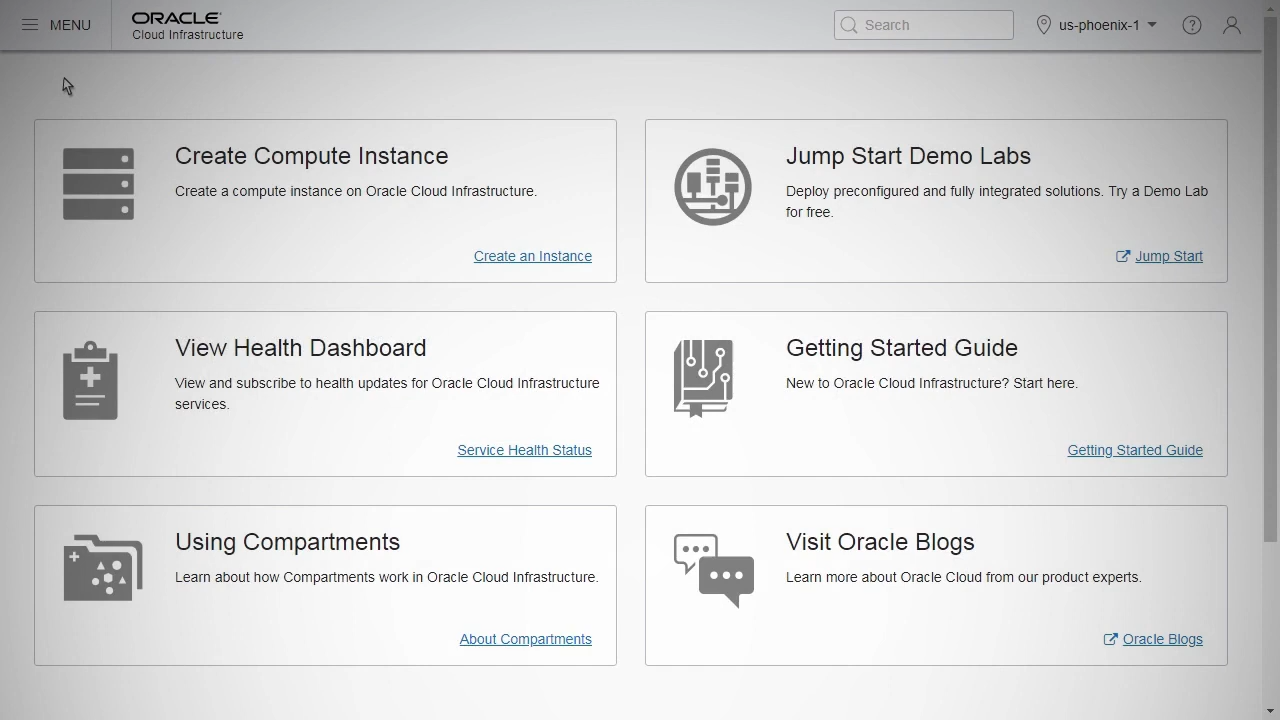 MENU
ORACLE
Cloud Infrastructure
Search
us-phoenix-1
Create Compute Instance
Create a compute instance on Oracle Cloud Infrastructure.
Create an Instance
Jump Start Demo Labs
Deploy preconfigured and fully integrated solutions. Try a Demo Lab
for free.
Jump Start
View Health Dashboard
View and subscribe to health updates for Oracle Cloud Infrastructure
services.
Service Health Status
Getting Started Guide
New to Oracle Cloud Infrastructure? Start here.
Getting Started Guide
Using Compartments
Learn about how Compartments work in Oracle Cloud Infrastructure.
About Compartments
Visit Oracle Blogs
Learn more about Oracle Cloud from our product experts.
Oracle Blogs